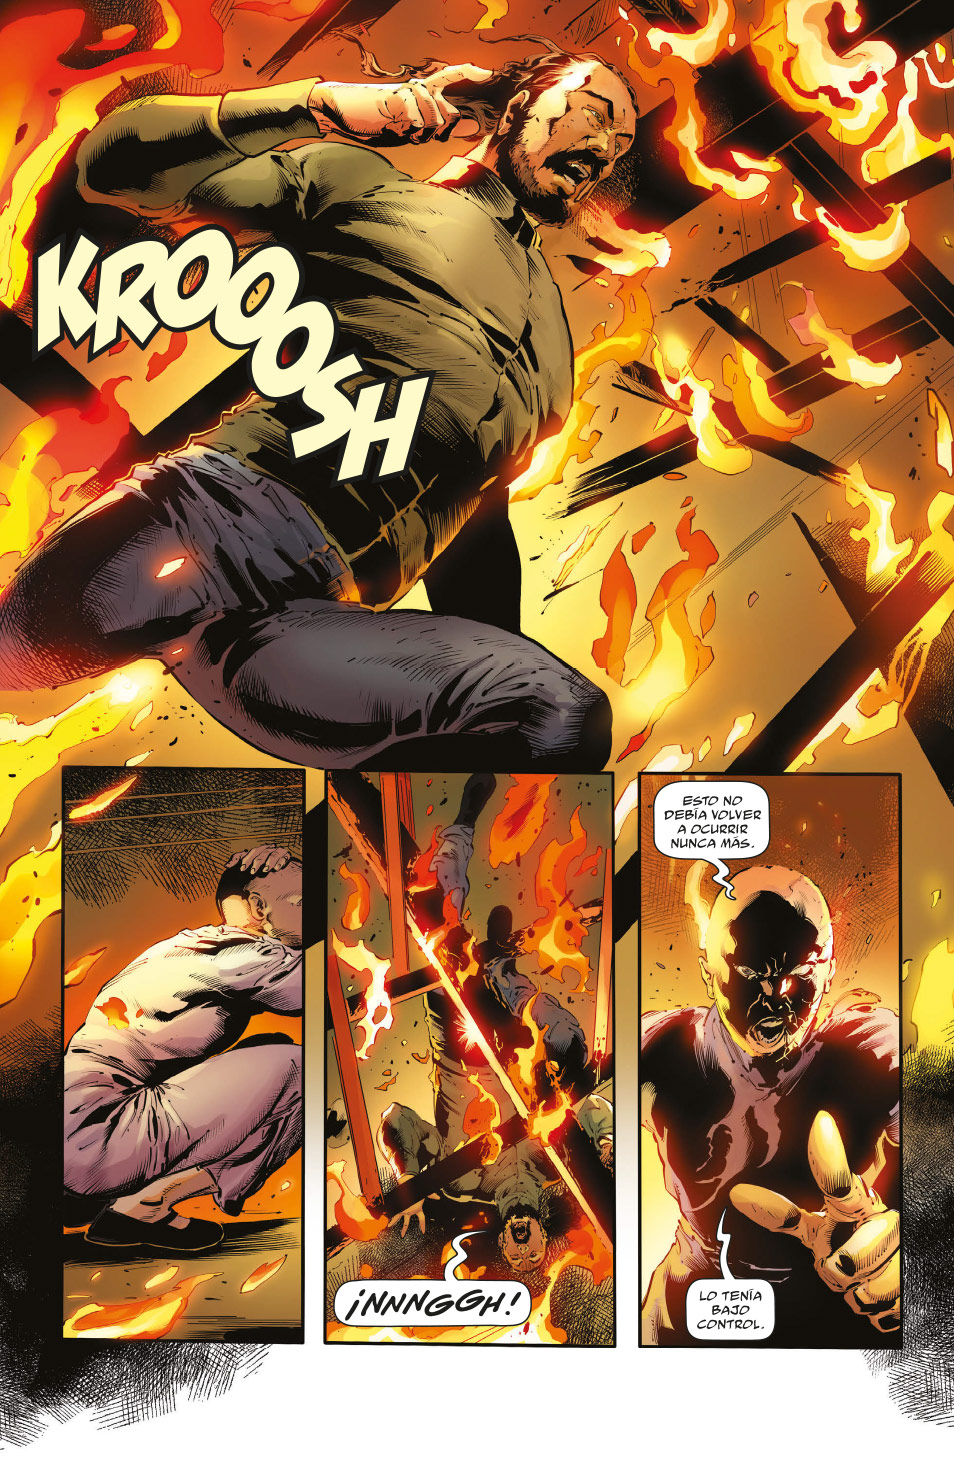 KROOOSH
ESTO NO
DEBÍA VOLVER
A OCURRIR
NUNCA MÁS.
¡NNNGGH!
LO TENÍA
BAJO
CONTROL.